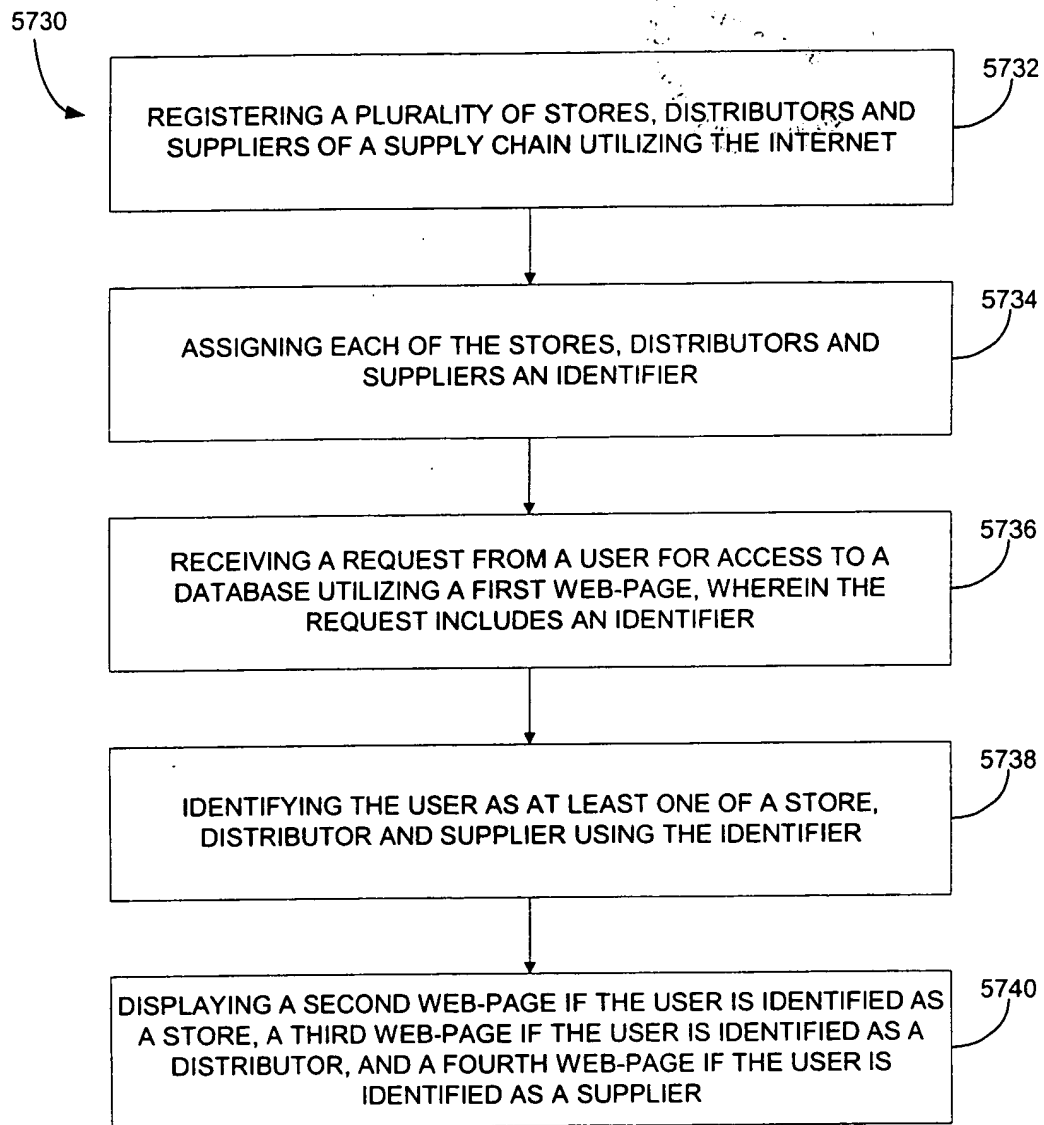 5730
5732
REGISTERING A PLURALITY OF STORES, DISTRIBUTORS AND
SUPPLIERS OF A SUPPLY CHAIN UTILIZING THE INTERNET
5734
ASSIGNING EACH OF THE STORES, DISTRIBUTORS AND
SUPPLIERS AN IDENTIFIER
5736
RECEIVING A REQUEST FROM A USER FOR ACCESS TO A
DATABASE UTILIZING A FIRST WEB-PAGE, WHEREIN THE
REQUEST INCLUDES AN IDENTIFIER
5738
IDENTIFYING THE USER AS AT LEAST ONE OF A STORE,
DISTRIBUTOR AND SUPPLIER USING THE IDENTIFIER
5740
DISPLAYING A SECOND WEB-PAGE IF THE USER IS IDENTIFIED AS
A STORE, A THIRD WEB-PAGE IF THE USER IS IDENTIFIED AS A
DISTRIBUTOR, AND A FOURTH WEB-PAGE IF THE USER IS
IDENTIFIED AS A SUPPLIER